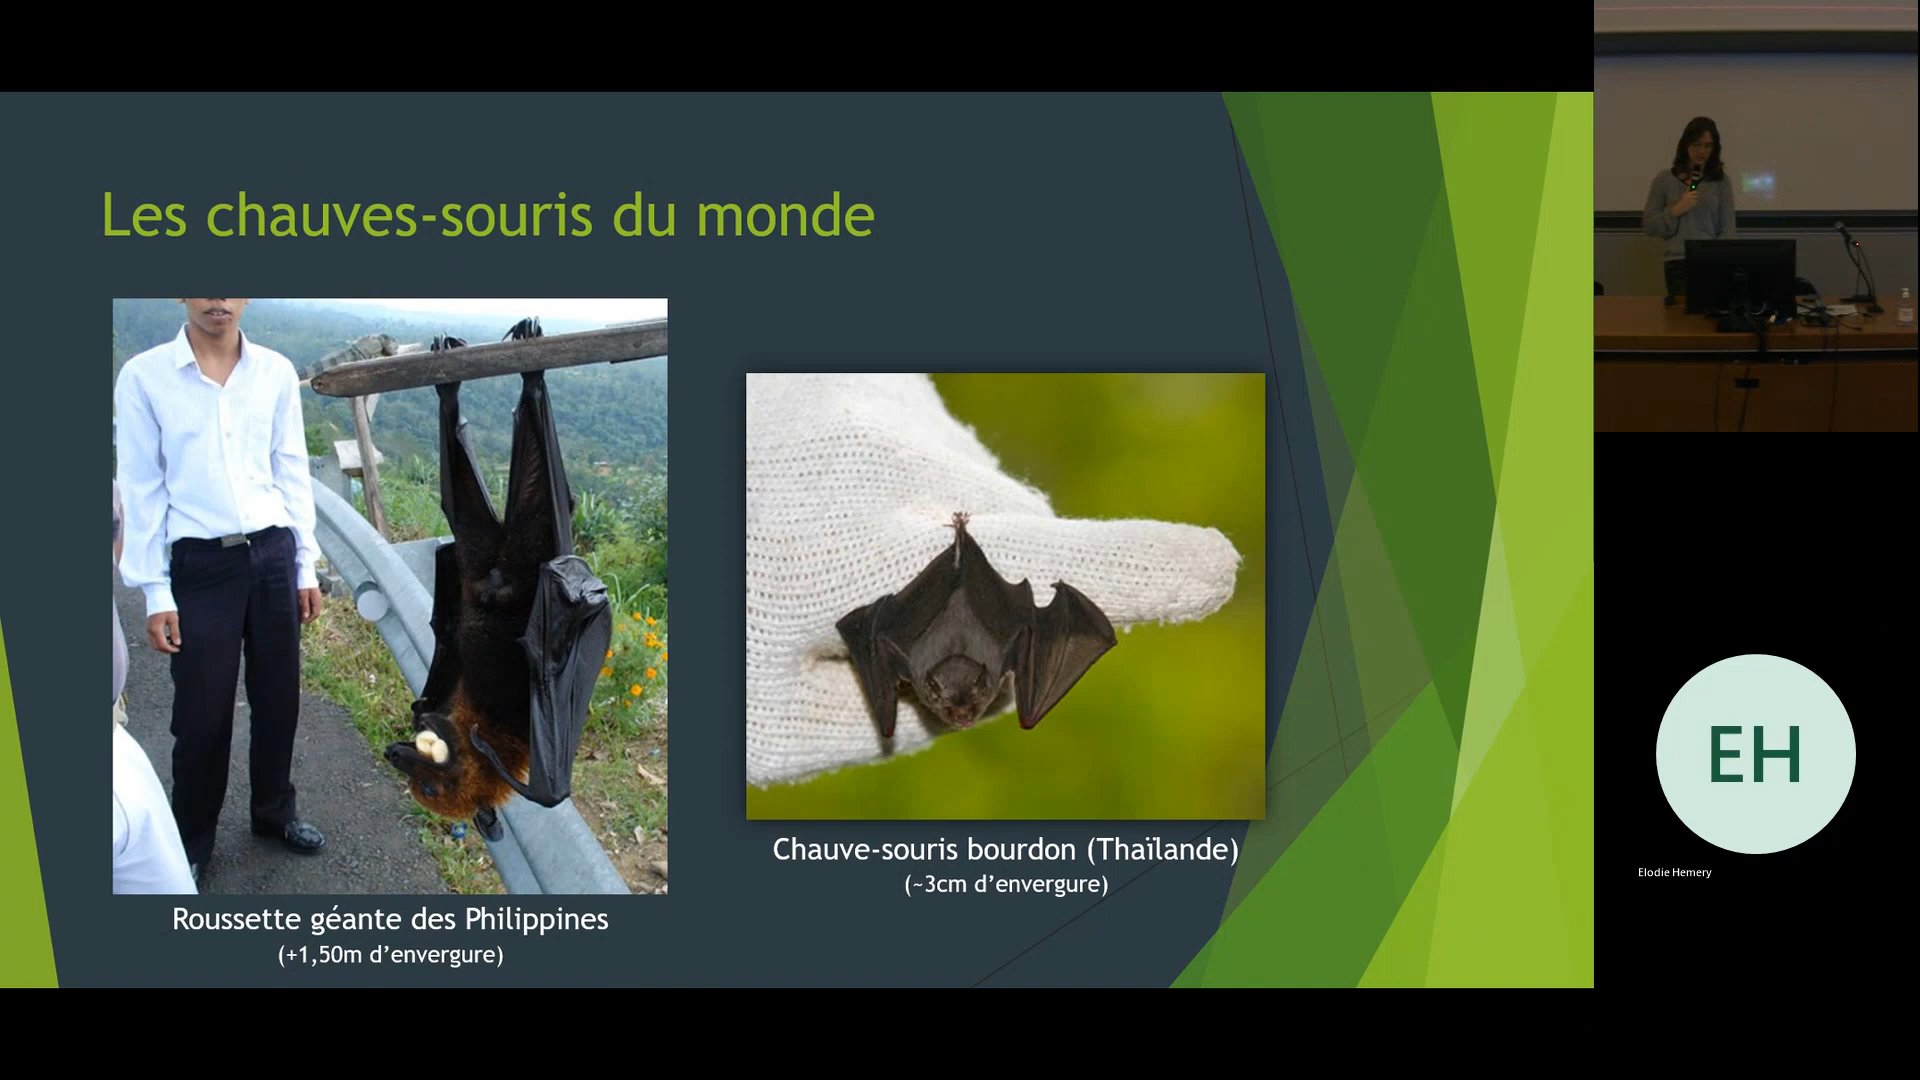 Les chauves-souris du monde
Roussette géante des Philippines
(+1,50m d’envergure)
Chauve-souris bourdon (Thaïlande)
(~3cm d’envergure)
EH
Elodie Hemery